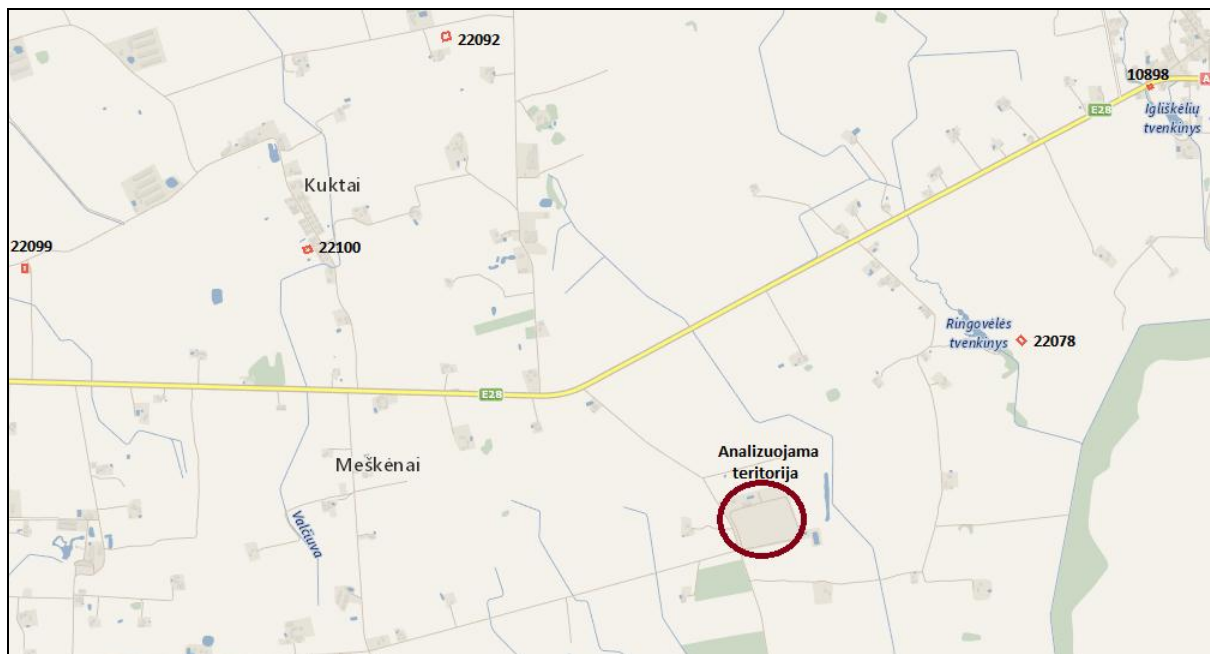 22092
10898
A
E28
Igliškėlių
tvenkinys
Kuktai
22099
22100
Ringovėlės
tvenkinys
22078
E28
Meškėnai
Analizuojama
teritorija
Valčiuva